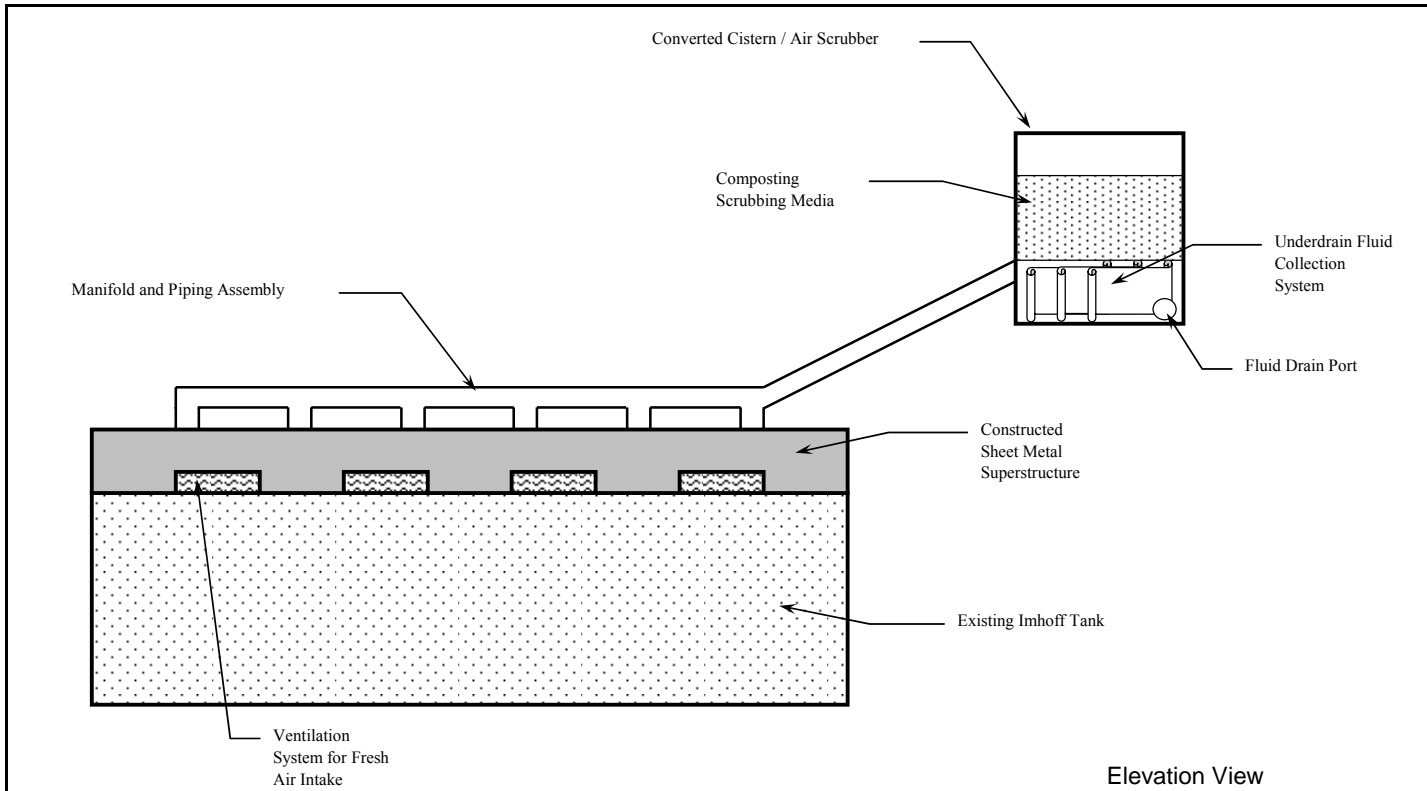 Converted Cistern / Air Scrubber
Composting
Scrubbing Media
Underdrain Fluid
Collection
System
Manifold and Piping Assembly
Fluid Drain Port
Constructed
Sheet Metal
Superstructure
Existing Imhoff Tank
Ventilation
System for Fresh
Air Intake
Elevation View